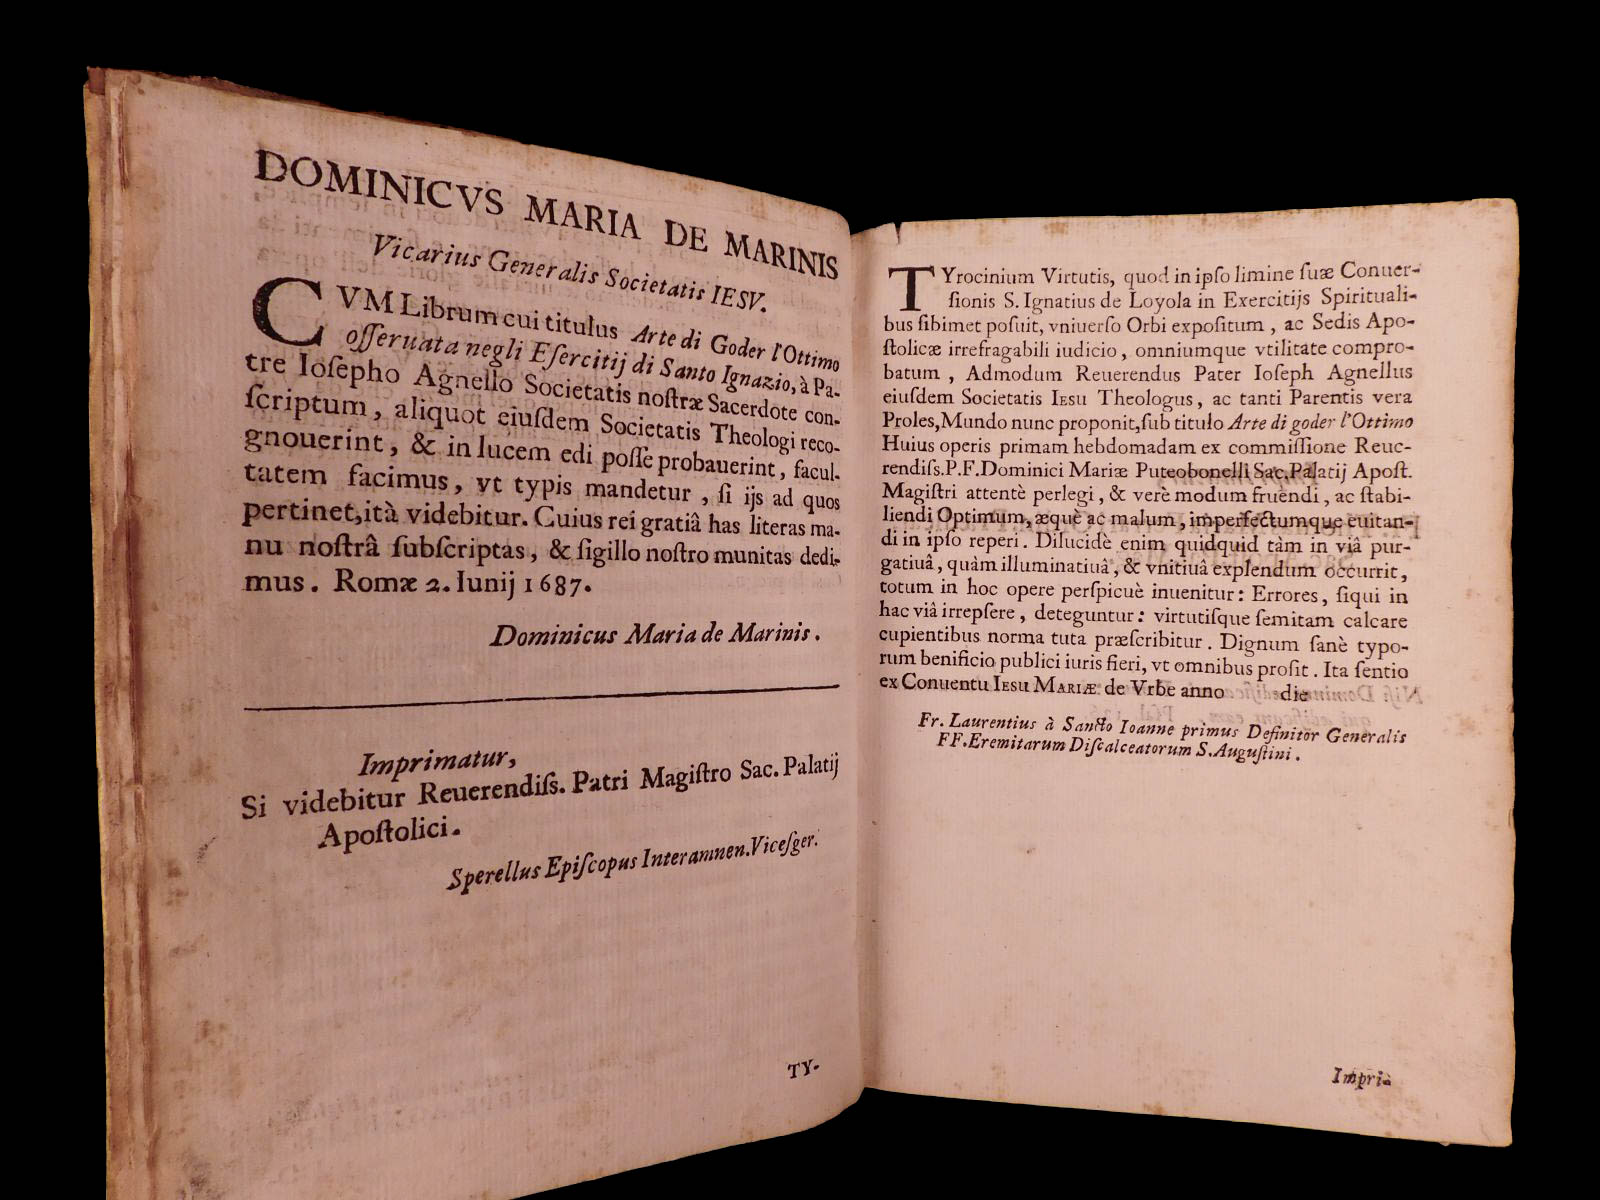 DOMINICVS MARIA DE MARINIS
Vicarius Generalis Societatis IESV.
CVM Librum cui titulus Arte di Goder l'Ottimo
oſſeruata negli Eſercitij di Santo Ignazio, à Pa-
tre Ioſepho Agnello Societatis noſtræ Sacerdote con-
ſcriptum, aliquot eiuſdem Societatis Theologi reco-
gnouerint, & in lucem edi poſſe probauerint, facul-
tatem facimus, vt typis mandetur, ſi ijs ad quos
pertinet, ità videbitur. Cuius rei gratiâ has literas ma-
nu noſtrâ ſubſcriptas, & ſigillo noſtro munitas dedi-
mus. Romæ 2. Iunij 1687.
Dominicus Maria de Marinis.
Imprimatur,
Si videbitur Reuerendiſs. Patri Magiſtro Sac. Palatij
Apoſtolici.
Sperellus Epiſcopus Interamnen. Viceſger.
TY-
TYrocinium Virtutis, quod in ipſo limine ſuæ Conuer-
ſionis S. Ignatius de Loyola in Exercitijs Spirituali-
bus ſibimet poſuit, vniuerſo Orbi expoſitum, ac Sedis Apo-
ſtolicæ irrefragabili iudicio, omniumque vtilitate compro-
batum, Admodum Reuerendus Pater Ioſeph Agnellus
eiuſdem Societatis IESU Theologus, ac tanti Parentis vera
Proles, Mundo nunc proponit, ſub titulo Arte di goder l'Ottimo
Huius operis primam hebdomadam ex commiſſione Reue-
rendiſs. P. F. Dominici Mariæ Puteobonelli Sac. Palatij Apoſt.
Magiſtri attentè perlegi, & verè modum fruendi, ac ſtabi-
liendi Optimum, æquè ac malum, imperfectumque euitan-
di in ipſo reperi. Dilucidè enim quidquid tàm in viâ pur-
gatiuâ, quàm illuminatiuâ, & vnitiuâ explendum occurrit,
totum in hoc opere perſpicuè inuenitur: Errores, ſiqui in
hac viâ irrepſere, deteguntur: virtutiſque ſemitam calcare
cupientibus norma tuta præſcribitur. Dignum ſanè typo-
rum benificio publici iuris fieri, vt omnibus proſit. Ita ſentio
ex Conuentu IESU MARIÆ de Vrbe anno die
Fr. Laurentius à Sancto Ioanne primus Definitor Generalis
FF. Eremitarum Diſcalceatorum S. Auguſtini.
Impri-